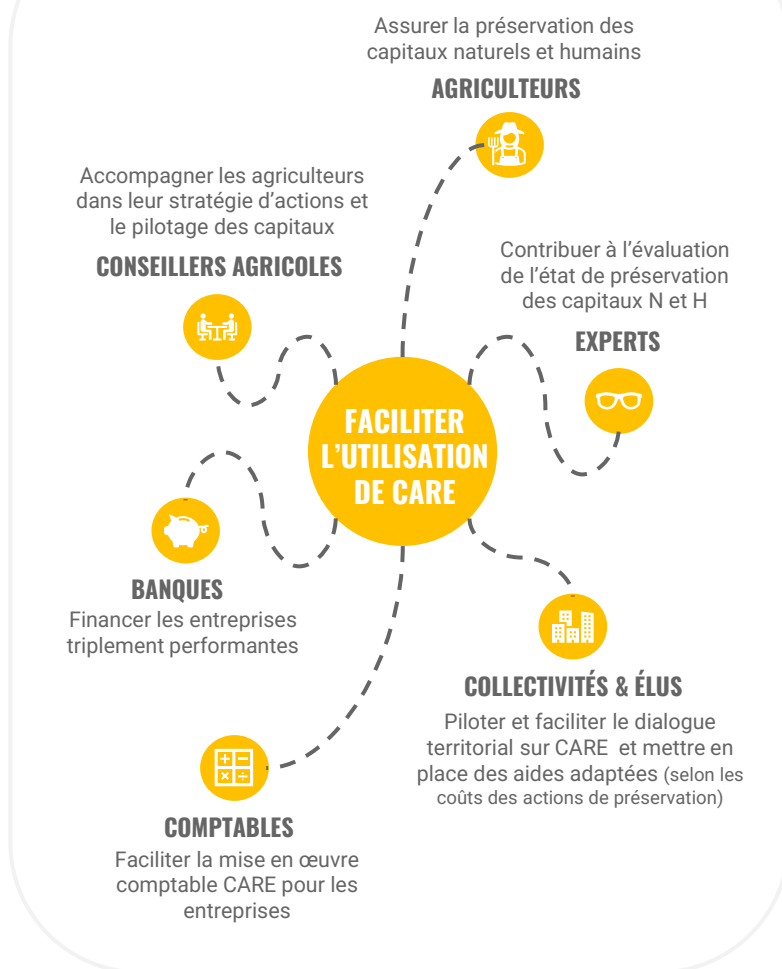 Assurer la préservation des
capitaux naturels et humains
AGRICULTEURS
Accompagner les agriculteurs
dans leur stratégie d'actions et
le pilotage des capitaux
CONSEILLERS AGRICOLES
Contribuer à l'évaluation
de l'état de préservation
des capitaux N et H
EXPERTS
FACILITER
L'UTILISATION
DE CARE
BANQUES
Financer les entreprises
triplement performantes
COLLECTIVITÉS & ÉLUS
Piloter et faciliter le dialogue
territorial sur CARE et mettre en
place des aides adaptées (selon les
coûts des actions de préservation)
COMPTABLES
Faciliter la mise en œuvre
comptable CARE pour les
entreprises